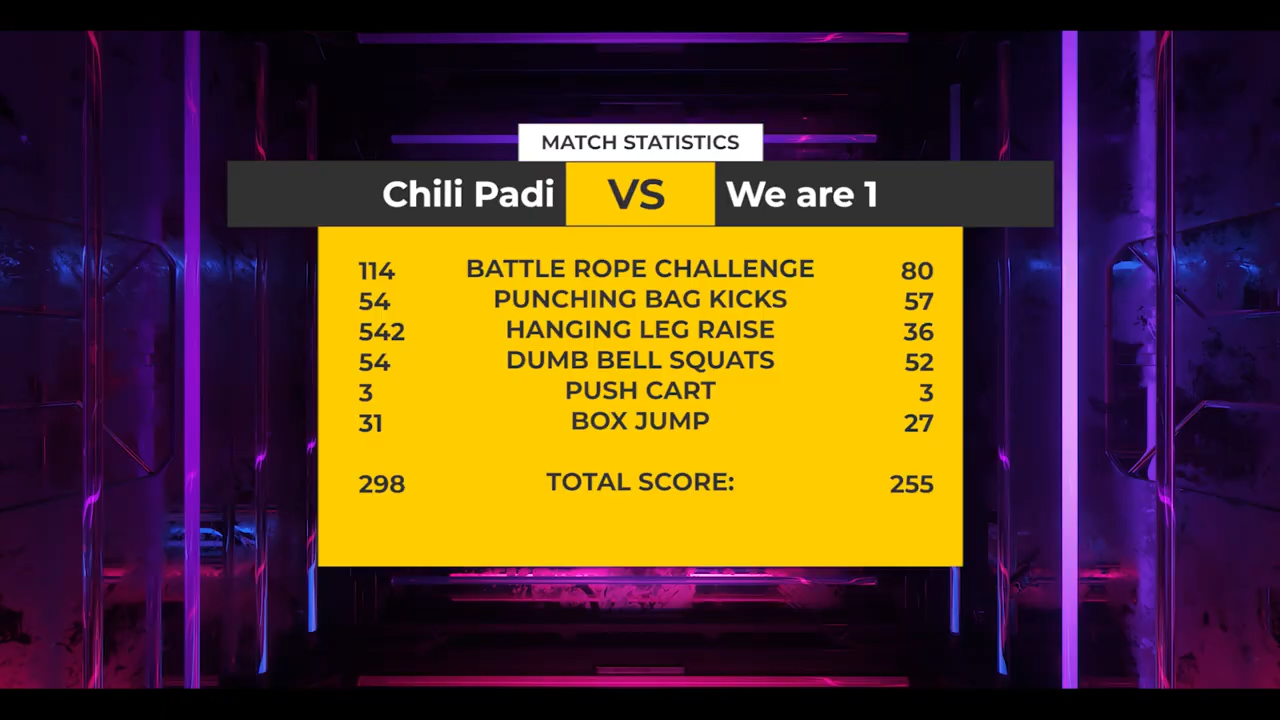 MATCH STATISTICS
Chili Padi VS We are 1
114 BATTLE ROPE CHALLENGE 80
54 PUNCHING BAG KICKS 57
542 HANGING LEG RAISE 36
54 DUMB BELL SQUATS 52
3 PUSH CART 3
31 BOX JUMP 27
298 TOTAL SCORE: 255